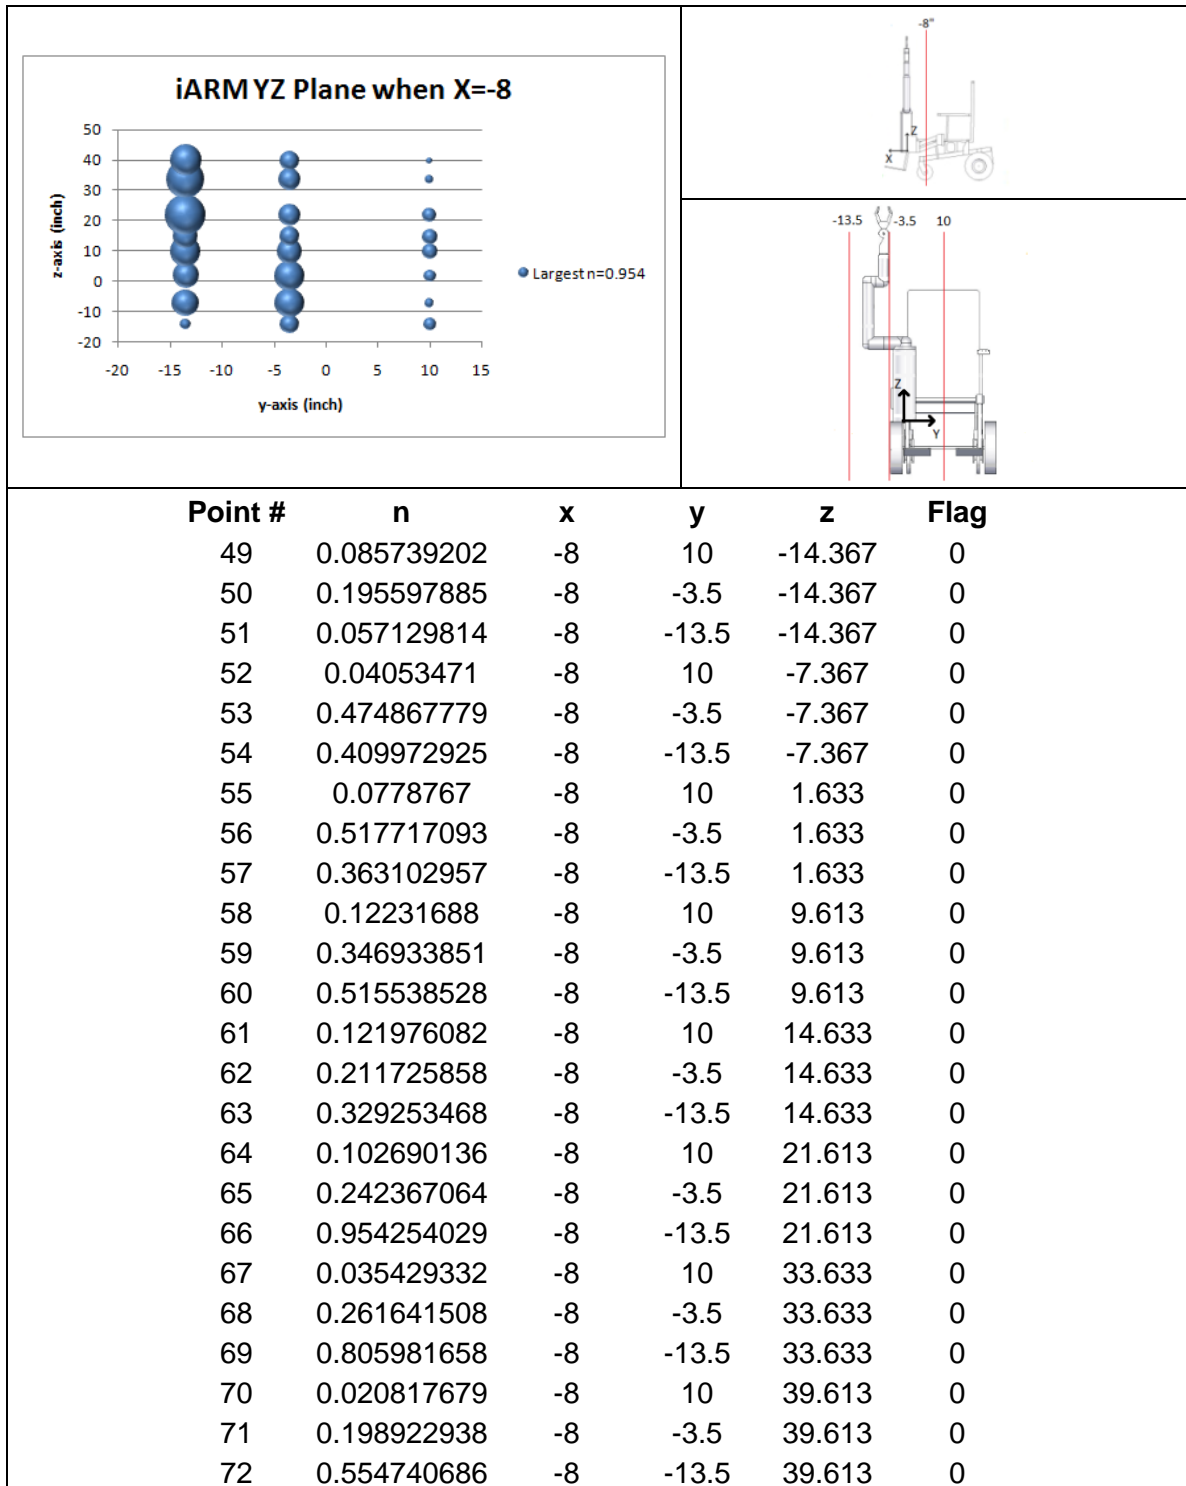 iARM YZ Plane when X=-8
50
40
30
20
10
0
-10
-20
z-axis (inch)
-20 -15 -10 -5 0 5 10 15
y-axis (inch)
Largest n=0.954
-8"
Z
X
-13.5 -3.5 10
Z
Y
Point # n x y z Flag
49 0.085739202 -8 10 -14.367 0
50 0.195597885 -8 -3.5 -14.367 0
51 0.057129814 -8 -13.5 -14.367 0
52 0.04053471 -8 10 -7.367 0
53 0.474867779 -8 -3.5 -7.367 0
54 0.409972925 -8 -13.5 -7.367 0
55 0.0778767 -8 10 1.633 0
56 0.517717093 -8 -3.5 1.633 0
57 0.363102957 -8 -13.5 1.633 0
58 0.12231688 -8 10 9.613 0
59 0.346933851 -8 -3.5 9.613 0
60 0.515538528 -8 -13.5 9.613 0
61 0.121976082 -8 10 14.633 0
62 0.211725858 -8 -3.5 14.633 0
63 0.329253468 -8 -13.5 14.633 0
64 0.102690136 -8 10 21.613 0
65 0.242367064 -8 -3.5 21.613 0
66 0.954254029 -8 -13.5 21.613 0
67 0.035429332 -8 10 33.633 0
68 0.261641508 -8 -3.5 33.633 0
69 0.805981658 -8 -13.5 33.633 0
70 0.020817679 -8 10 39.613 0
71 0.198922938 -8 -3.5 39.613 0
72 0.554740686 -8 -13.5 39.613 0